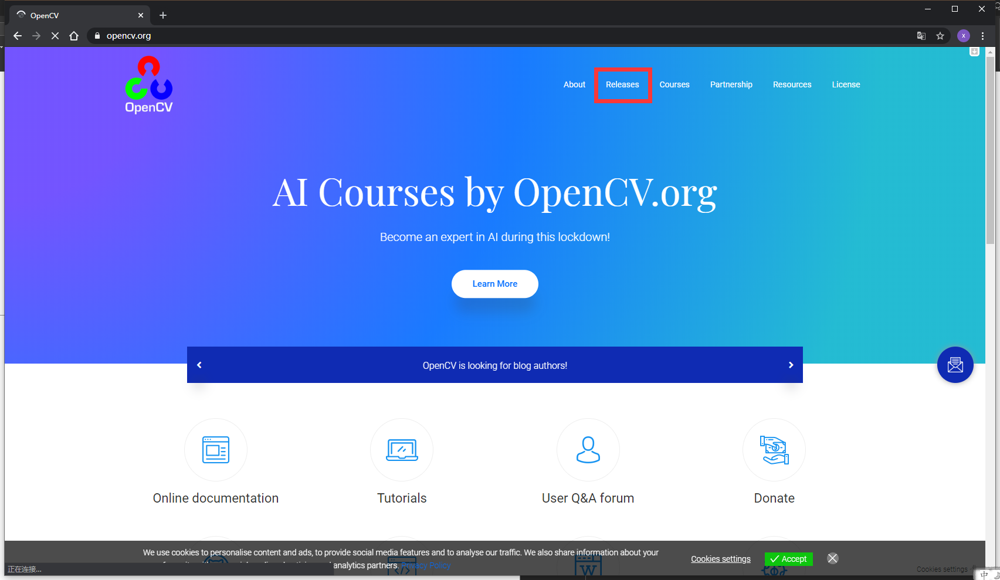 OpenCV
opencv.org
x
OpenCV
About
Releases
Courses
Partnership
Resources
License
AI Courses by OpenCV.org
Become an expert in AI during this lockdown!
Learn More
OpenCV is looking for blog authors!
Online documentation
Tutorials
User Q&A forum
Donate
We use cookies to personalise content and ads, to provide social media features and to analyse our traffic. We also share information about your
analytics partners. Privacy Policy
Cookies settings
Accept
W
正在连接...
Cookies settings
中